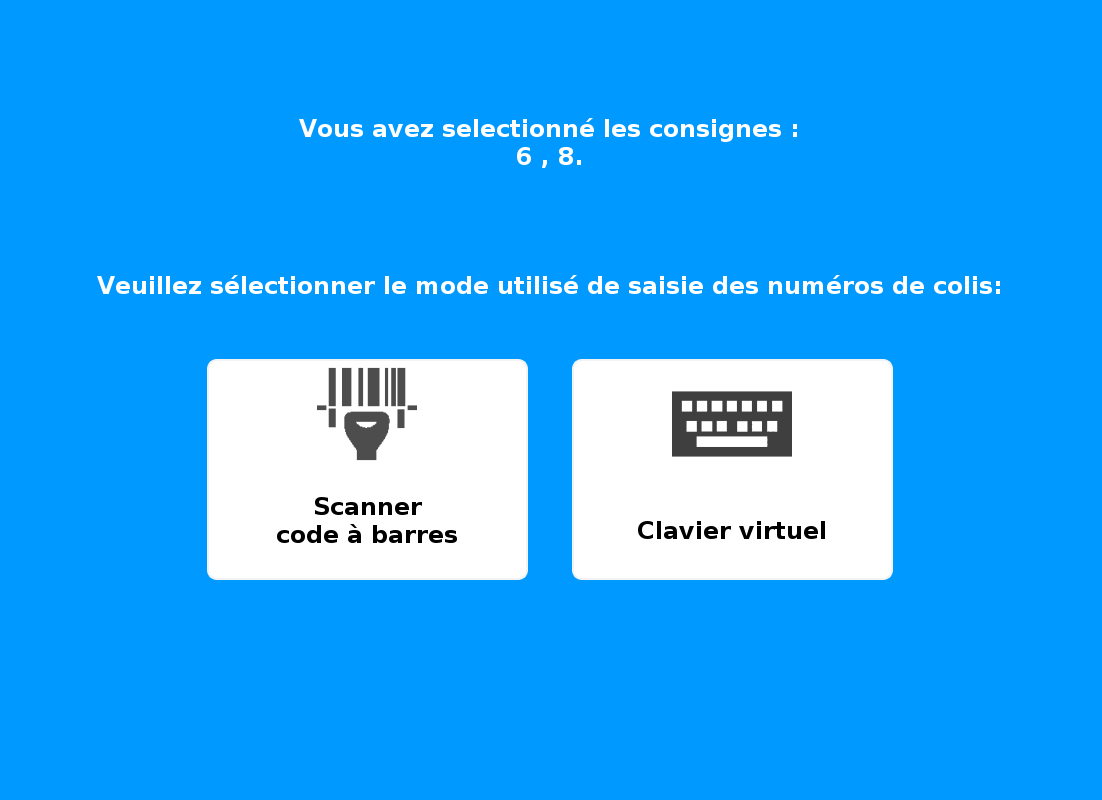 Vous avez selectionné les consignes :
6 , 8.
Veuillez sélectionner le mode utilisé de saisie des numéros de colis:
Scanner
code à barres
Clavier virtuel